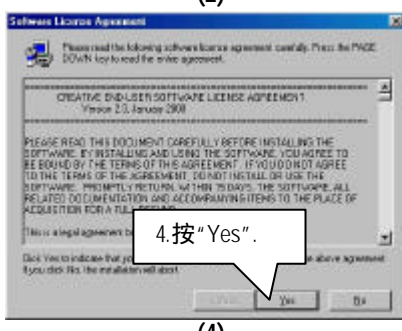 Software License Agreement
Please read the following software license agreement carefully. Press the PAGE
DOWN key to read the entire agreement.
CREATIVE END-USER SOFTWARE LICENSE AGREEMENT
Version 2.3, January 2000
PLEASE READ THIS DOCUMENT CAREFULLY BEFORE INSTALLING THE
SOFTWARE. BY INSTALLING AND USING THE SOFTWARE, YOU AGREE TO
BE BOUND BY THE TERMS OF THIS AGREEMENT. IF YOU DO NOT AGREE
TO THE TERMS OF THE AGREEMENT, DO NOT INSTALL OR USE THE
SOFTWARE. PROMPTLY RETURN, WITHIN 15 DAYS, THE SOFTWARE, ALL
RELATED DOCUMENTATION AND ACCOMPANYING ITEMS TO THE PLACE OF
ACQUISITION FOR A FULL
This is a legal agreement
4.按“Yes”.
Click Yes to indicate that you above agreement
If you click No, the installation will abort.
Yes No
(4)